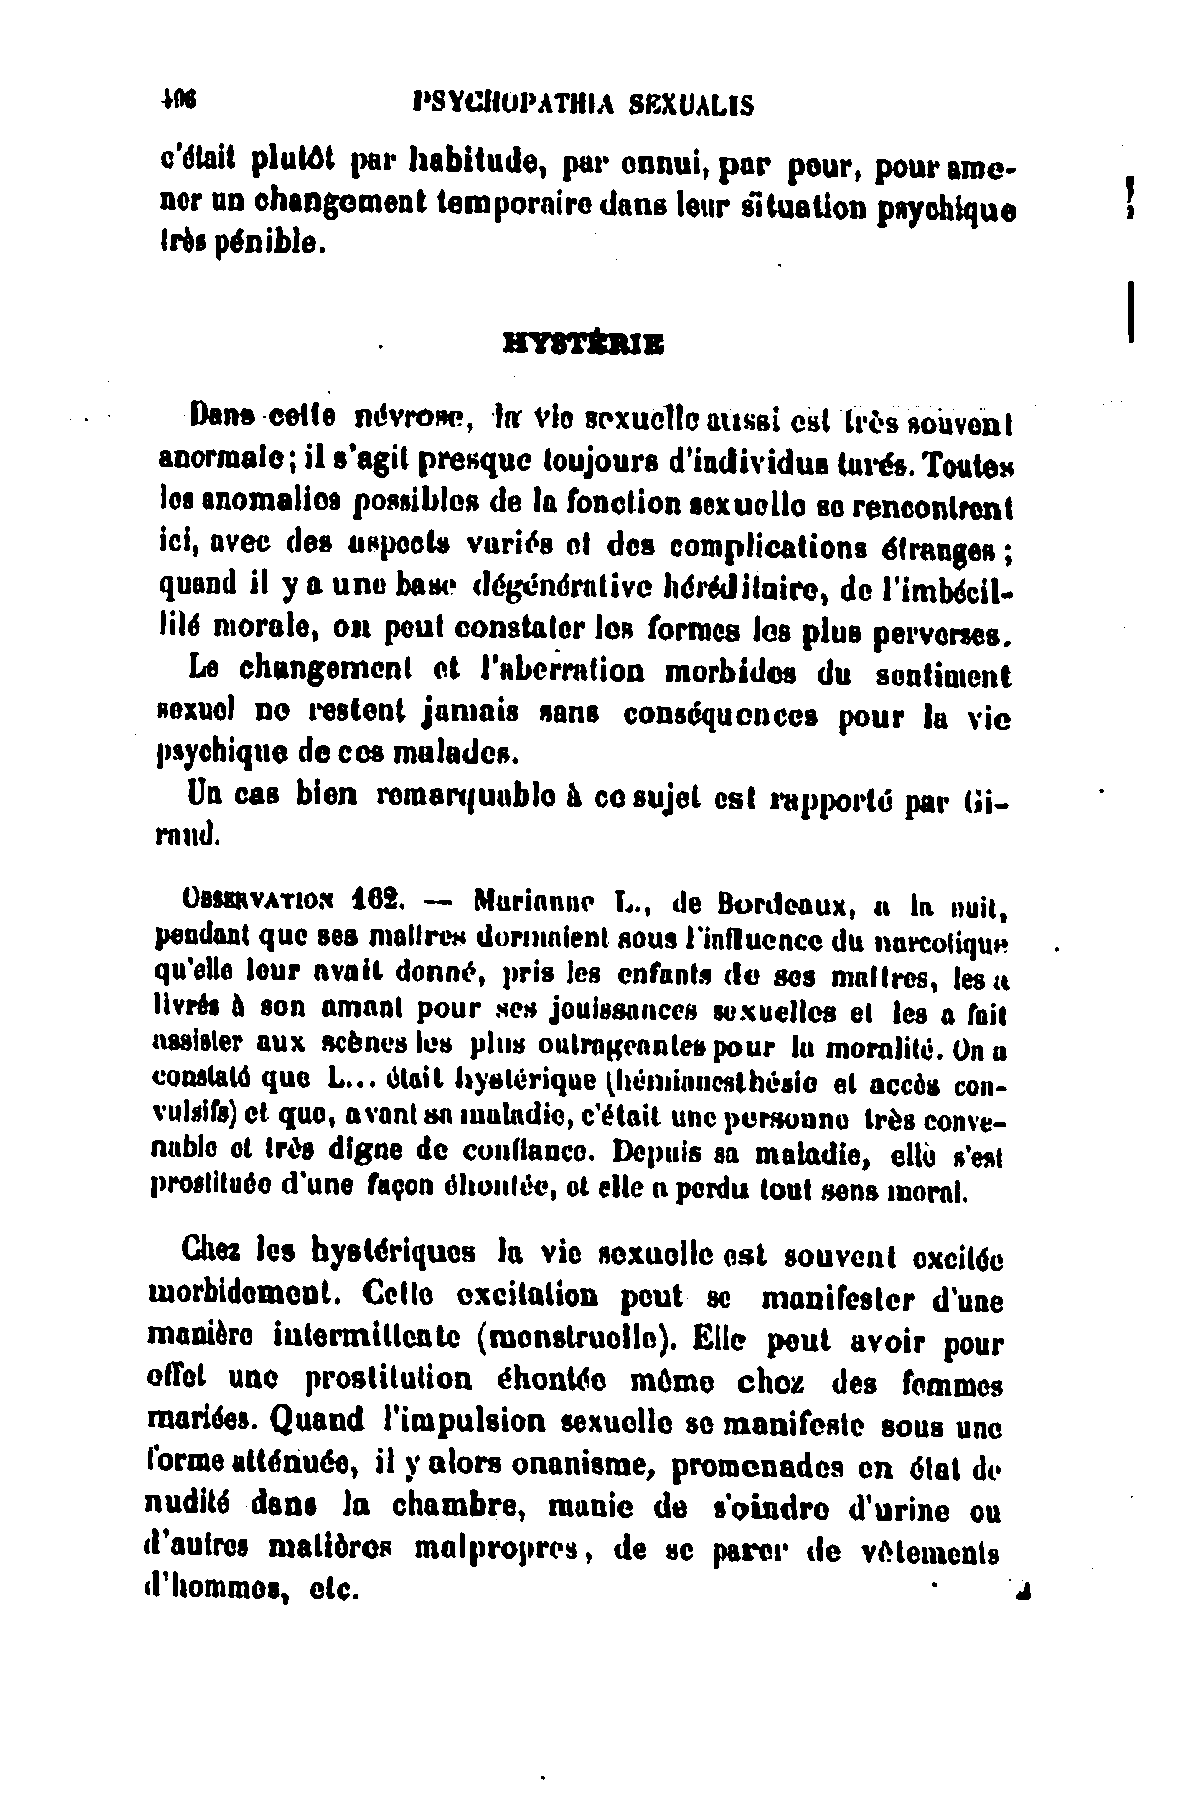 406 PSYCHOPATHIA SEXUALIS
c'était plutôt par habitude, par ennui, par peur, pour ame-
ner un changement temporaire dans leur situation psychique
très pénible.
HYSTÉRIE
Dans cette névrose, la vie sexuelle aussi est très souvent
anormale; il s'agit presque toujours d'individus tarés. Toutes
les anomalies possibles de la fonction sexuelle se rencontrent
ici, avec des aspects variés et des complications étranges;
quand il y a une base dégénérative héréditaire, de l'imbécil-
lité morale, on peut constater les formes les plus perverses.
Le changement et l'aberration morbides du sentiment
sexuel ne restent jamais sans conséquences pour la vie
psychique de ces malades.
Un cas bien remarquable à ce sujet est rapporté par Gi-
raud.
OBSERVATION 162. — Marianne L., de Bordeaux, a la nuit,
pendant que ses maîtres dormaient sous l'influence du narcotique
qu'elle leur avait donné, pris les enfants de ses maîtres, les a
livrés à son amant pour ses jouissances sexuelles et les a fait
assister aux scènes les plus outrageantes pour la moralité. On a
constaté que L... était hystérique (hémianesthésie et accès con-
vulsifs) et que, avant sa maladie, c'était une personne très conve-
nable et très digne de confiance. Depuis sa maladie, elle s'est
prostituée d'une façon éhontée, et elle a perdu tout sens moral.
Chez les hystériques la vie sexuelle est souvent excitée
morbidement. Cette excitation peut se manifester d'une
manière intermittente (menstruelle). Elle peut avoir pour
effet une prostitution éhontée même chez des femmes
mariées. Quand l'impulsion sexuelle se manifeste sous une
forme atténuée, il y alors onanisme, promenades en état de
nudité dans la chambre, manie de s'oindre d'urine ou
d'autres matières malpropres, de se parer de vêtements
d'hommes, etc.